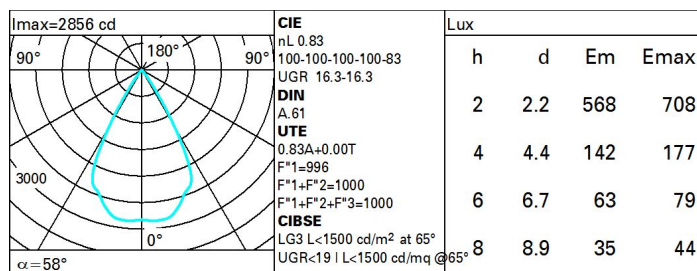 Imax=2856 cd
90° 180° 90°
3000
0°
α=58°
CIE
nL 0.83
100-100-100-100-83
UGR 16.3-16.3
DIN
A.61
UTE
0.83A+0.00T
F"1=996
F"1+F"2=1000
F"1+F"2+F"3=1000
CIBSE
LG3 L<1500 cd/m² at 65°
UGR<19 | L<1500 cd/mq @65°
Lux
h d Em Emax
2 2.2 568 708
4 4.4 142 177
6 6.7 63 79
8 8.9 35 44